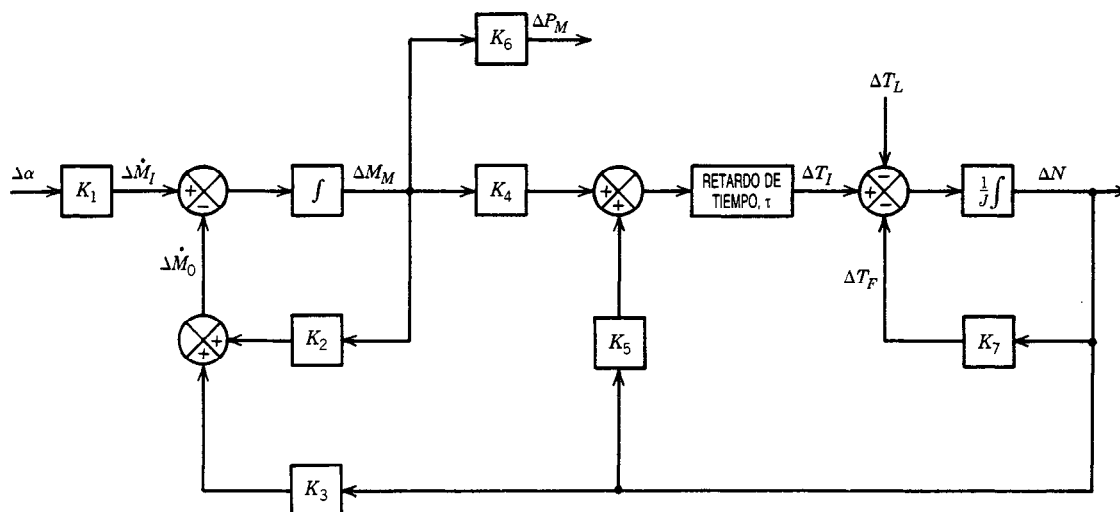 K₆
ΔP_M
ΔT_L
Δα
K₁
ΔṀ_I
+
−
∫
ΔM_M
K₄
+
+
RETARDO DE
TIEMPO, τ
ΔT_I
+
−
−
1/J ∫
ΔN
ΔṀ_0
ΔT_F
+
+
K₂
K₅
K₇
K₃